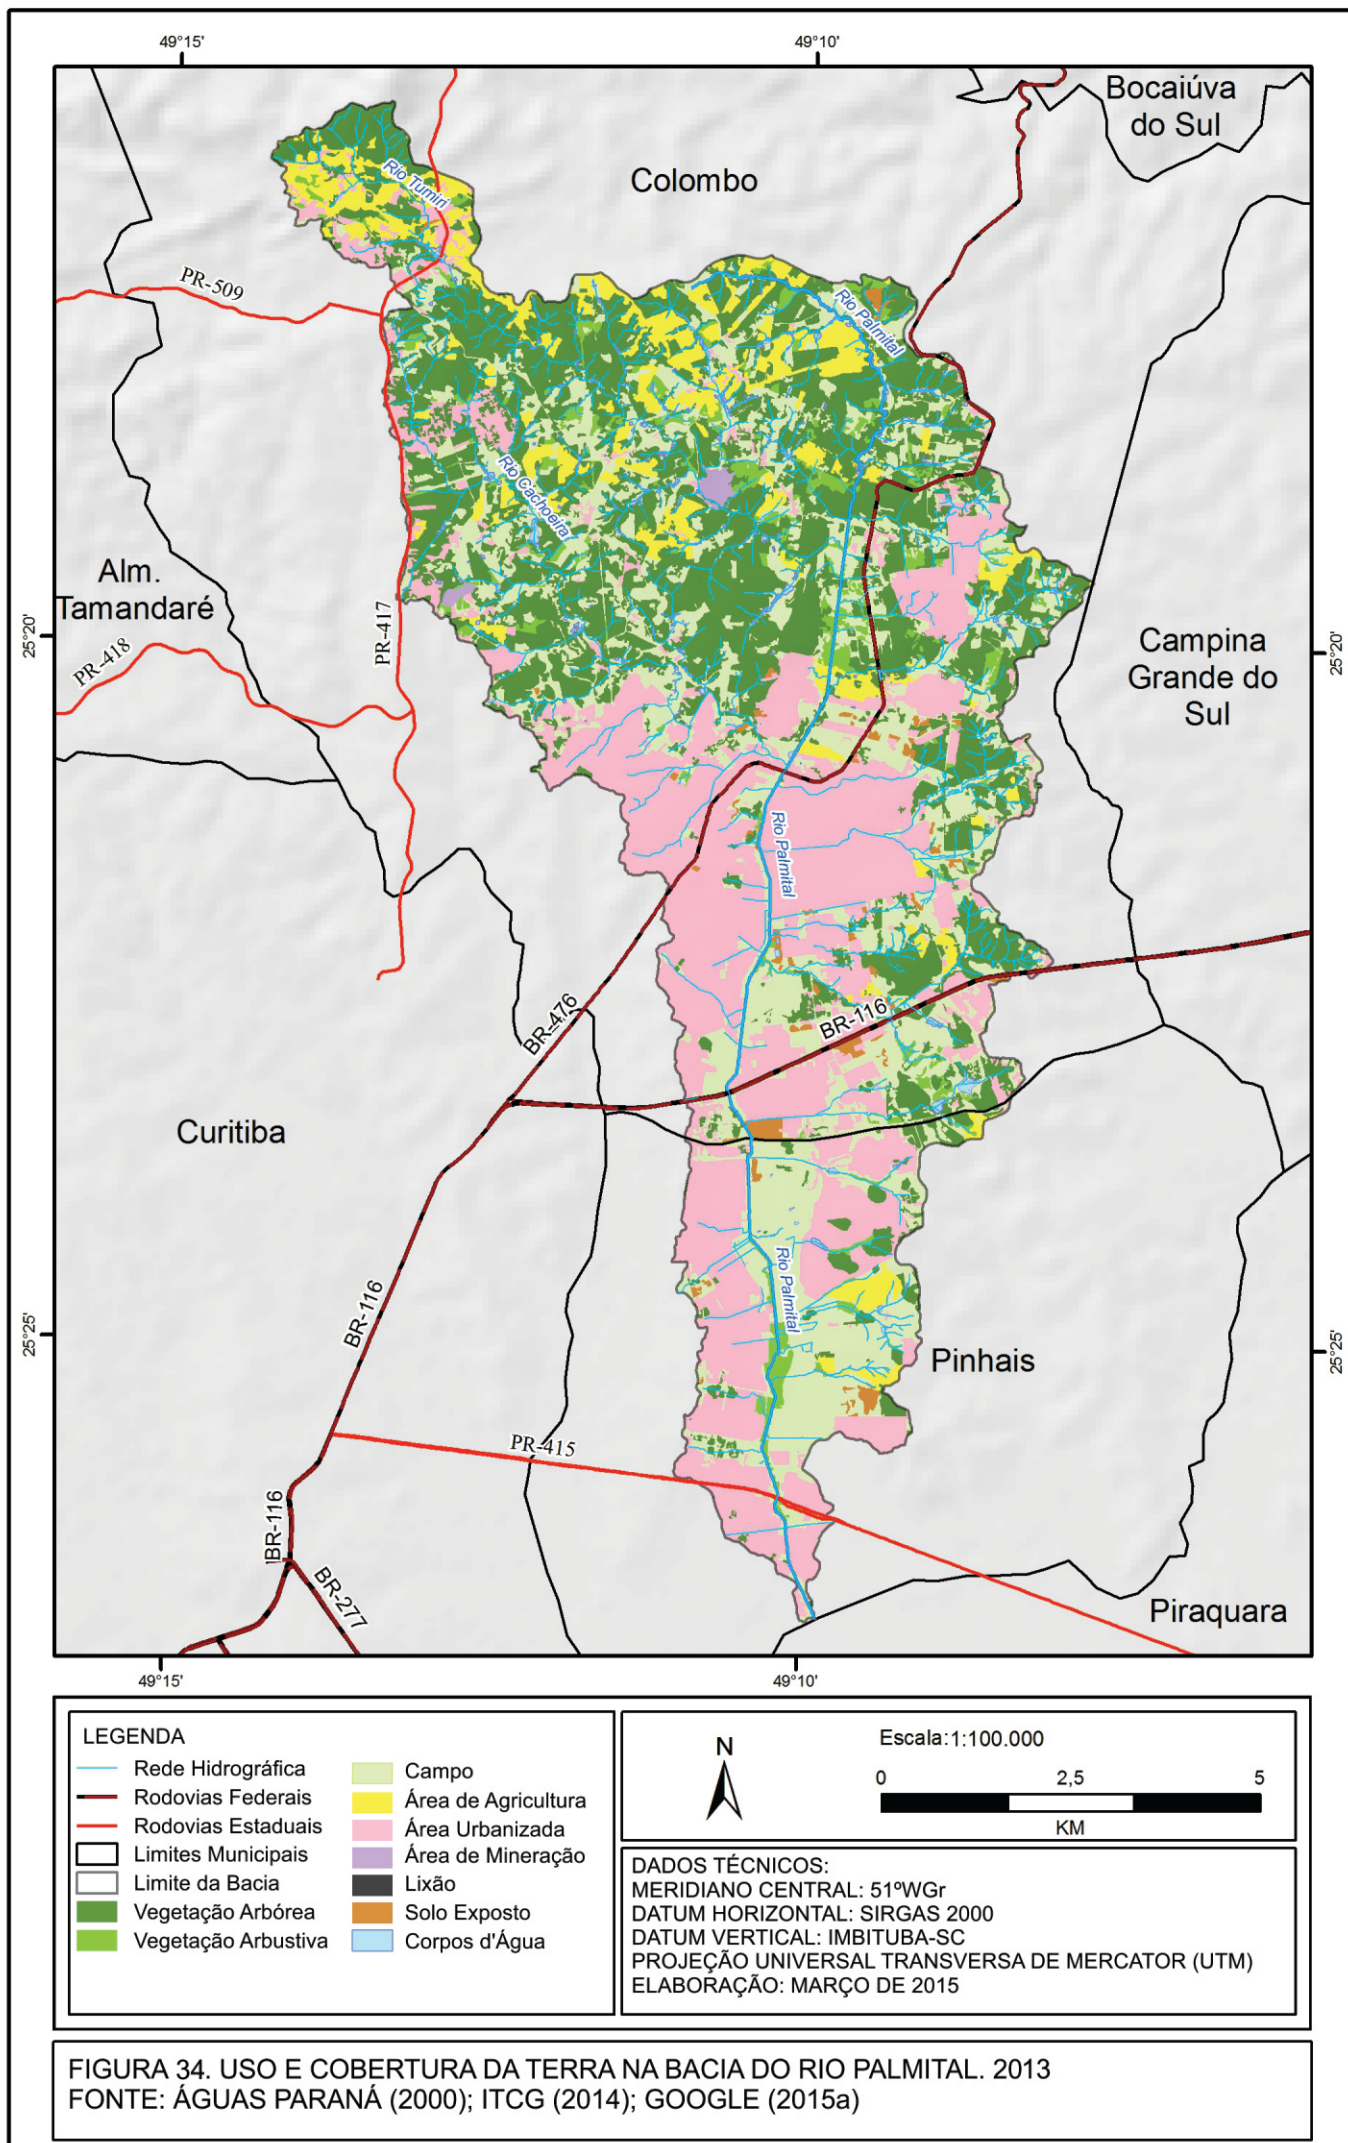 49°15'
49°10'
Bocaiúva
do Sul
Colombo
Rio Tumiri
PR-509
Rio Palmital
Rio Cachoeira
Alm.
Tamandaré
25°20'
25°20'
PR-417
PR-418
Campina
Grande do
Sul
Rio Palmital
BR-476
BR-116
Curitiba
Rio Palmital
BR-116
25°25'
25°25'
Pinhais
PR-415
BR-116
BR-277
Piraquara
49°15'
49°10'
LEGENDA
Rede Hidrográfica
Rodovias Federais
Rodovias Estaduais
Limites Municipais
Limite da Bacia
Vegetação Arbórea
Vegetação Arbustiva
Campo
Área de Agricultura
Área Urbanizada
Área de Mineração
Lixão
Solo Exposto
Corpos d'Água
N
Escala:1:100.000
0 2,5 5
KM
DADOS TÉCNICOS:
MERIDIANO CENTRAL: 51ºWGr
DATUM HORIZONTAL: SIRGAS 2000
DATUM VERTICAL: IMBITUBA-SC
PROJEÇÃO UNIVERSAL TRANSVERSA DE MERCATOR (UTM)
ELABORAÇÃO: MARÇO DE 2015
FIGURA 34. USO E COBERTURA DA TERRA NA BACIA DO RIO PALMITAL. 2013
FONTE: ÁGUAS PARANÁ (2000); ITCG (2014); GOOGLE (2015a)